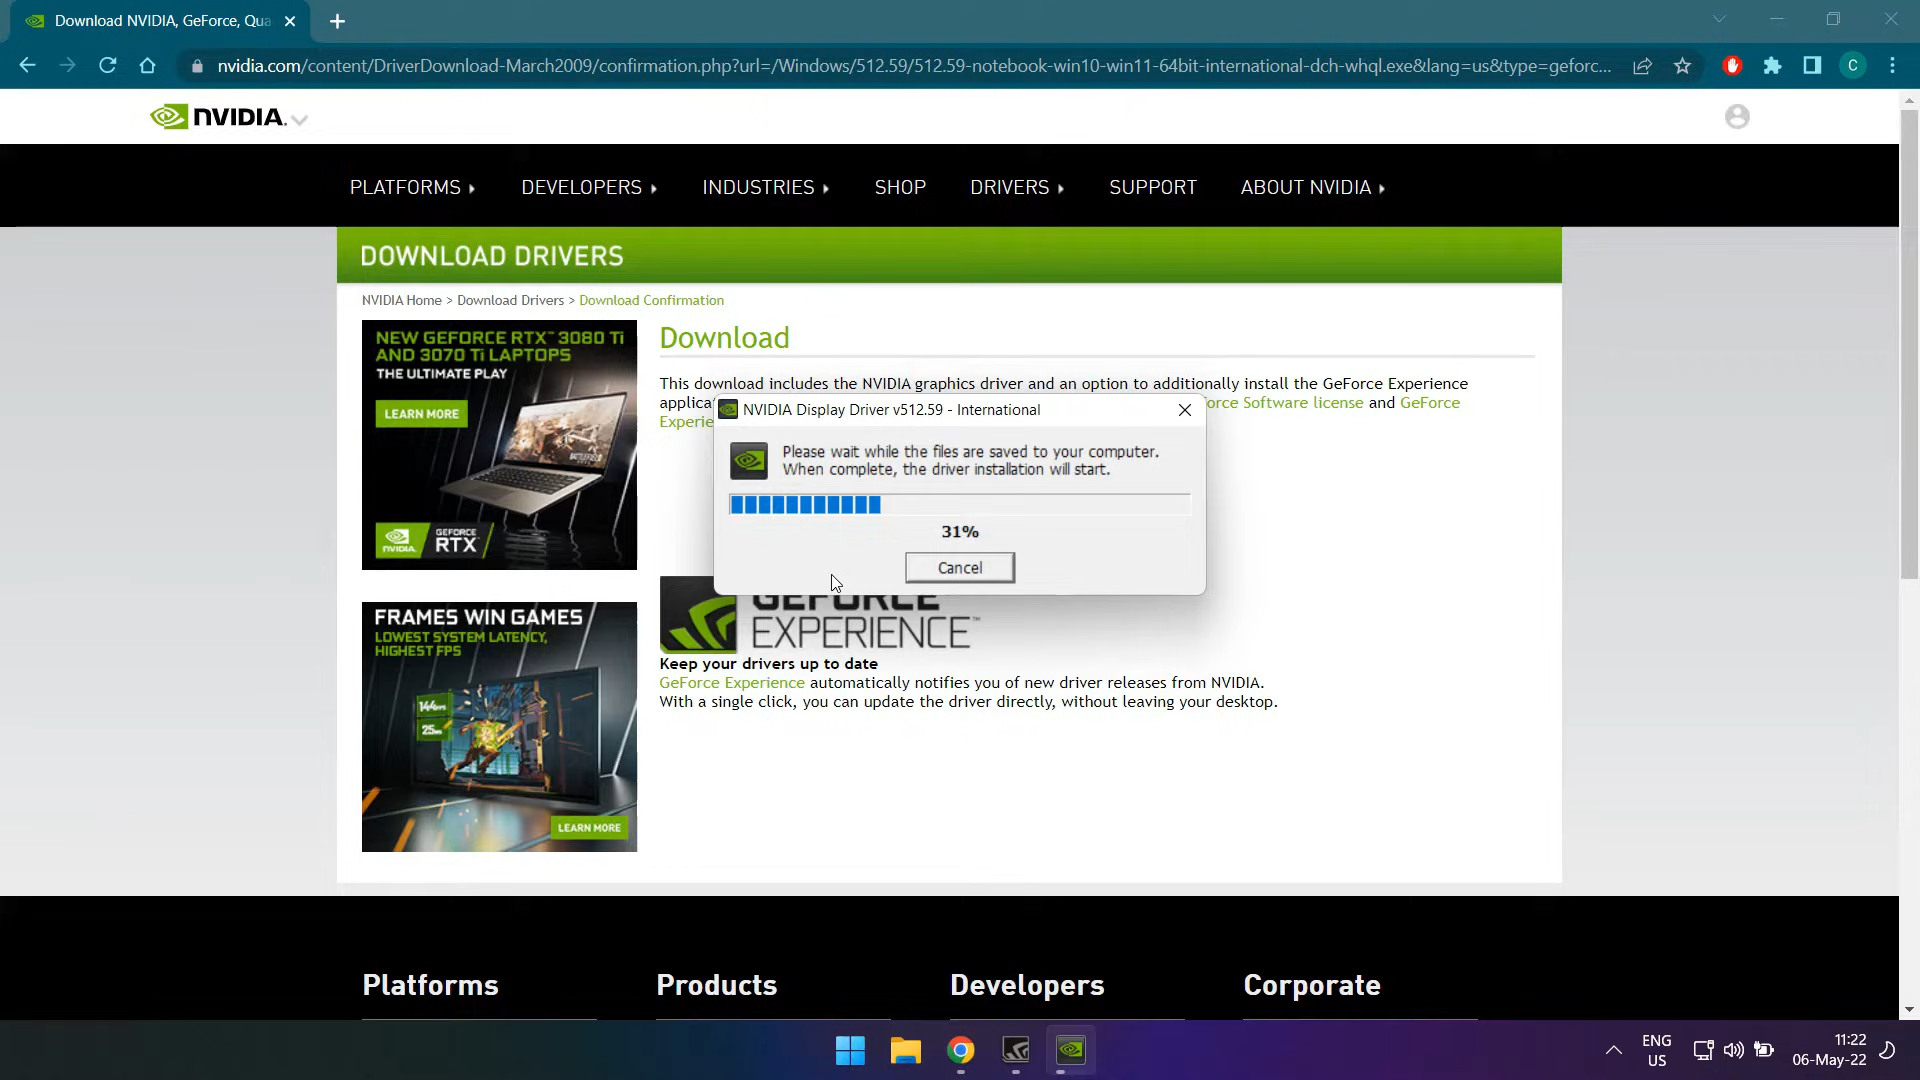 Download NVIDIA, GeForce, Qua
nvidia.com/content/DriverDownload-March2009/confirmation.php?url=/Windows/512.59/512.59-notebook-win10-win11-64bit-international-dch-whql.exe&lang=us&type=geforc...
C
NVIDIA.
PLATFORMS DEVELOPERS INDUSTRIES SHOP DRIVERS SUPPORT ABOUT NVIDIA
DOWNLOAD DRIVERS
NVIDIA Home > Download Drivers > Download Confirmation
NEW GEFORCE RTX™ 3080 Ti
AND 3070 Ti LAPTOPS
THE ULTIMATE PLAY
LEARN MORE
NVIDIA.
GEFORCE
RTX™
Download
This download includes the NVIDIA graphics driver and an option to additionally install the GeForce Experience
applica
orce Software license and GeForce
Experie
NVIDIA Display Driver v512.59 - International
Please wait while the files are saved to your computer.
When complete, the driver installation will start.
31%
Cancel
GEFORCE
EXPERIENCE™
Keep your drivers up to date
GeForce Experience automatically notifies you of new driver releases from NVIDIA.
With a single click, you can update the driver directly, without leaving your desktop.
FRAMES WIN GAMES
LOWEST SYSTEM LATENCY,
HIGHEST FPS
LEARN MORE
Platforms Products Developers Corporate
ENG
US
11:22
06-May-22